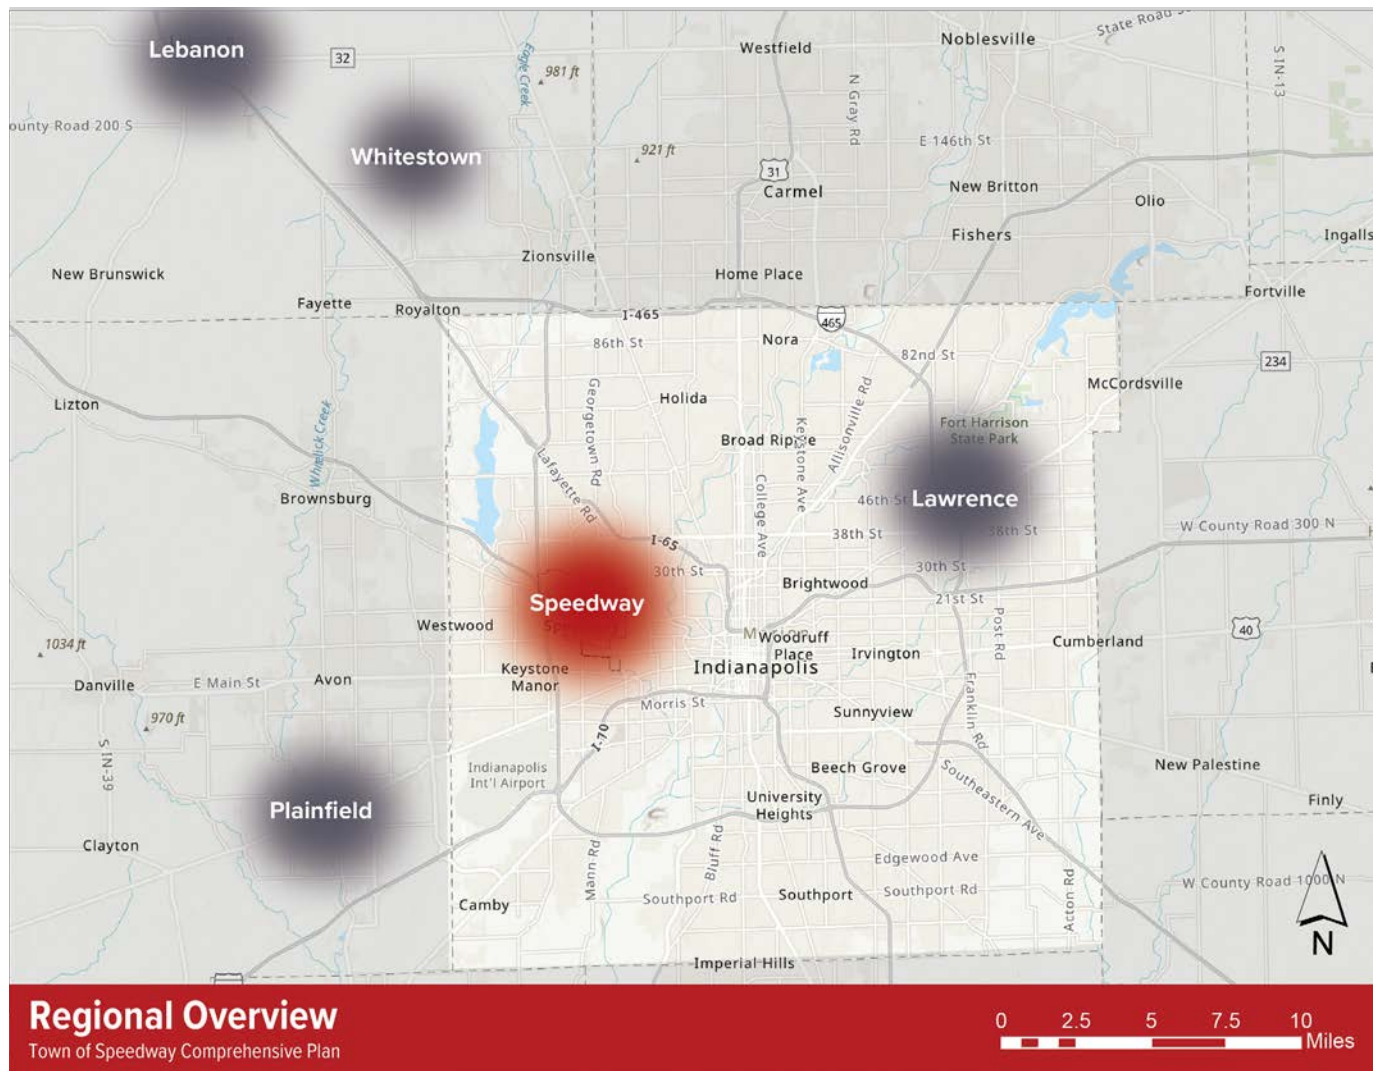 Lebanon
32
Eagle Creek
981 ft
Westfield
Noblesville
State Road
S IN-13
N Gray Rd
ounty Road 200 S
Whitestown
921 ft
E 146th St
31
Carmel
New Britton
Olio
Fishers
Ingalls
Zionsville
New Brunswick
Home Place
Fayette
Royalton
Fortville
I-465
465
86th St
Nora
82nd St
234
McCordsville
Georgetown Rd
Holida
Allisonville Rd
Lizton
Keystone Ave
Fort Harrison
State Park
Broad Ripple
Whitelick Creek
Lafayette Rd
College Ave
Brownsburg
46th St
Lawrence
38th St
38th St
W County Road 300 N
I-65
30th St
30th St
Brightwood
21st St
Speedway
Westwood
Post Rd
40
Woodruff
Place
Cumberland
1034 ft
Irvington
Keystone
Manor
Indianapolis
Danville
E Main St
Avon
Morris St
Franklin Rd
970 ft
Sunnyview
I-70
S IN-39
Indianapolis
Int'l Airport
Beech Grove
Southeastern Ave
New Palestine
Plainfield
University
Heights
Finly
Clayton
Mann Rd
Bluff Rd
Edgewood Ave
Southport Rd
Southport
Southport Rd
Acton Rd
W County Road 1000 N
Camby
N
Imperial Hills
Regional Overview
Town of Speedway Comprehensive Plan
0 2.5 5 7.5 10
Miles